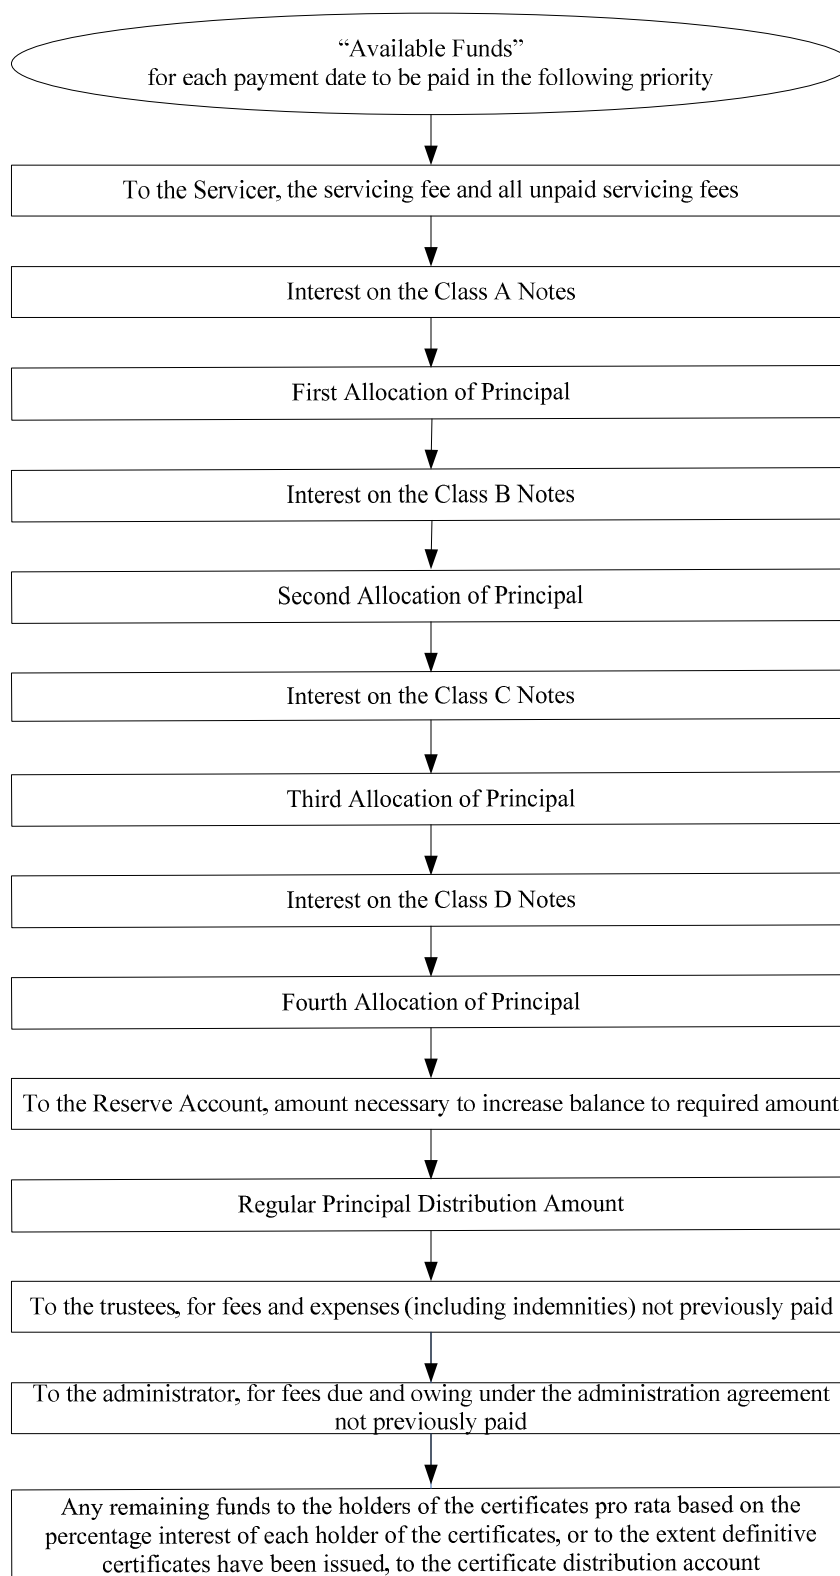 “Available Funds”
for each payment date to be paid in the following priority
To the Servicer, the servicing fee and all unpaid servicing fees
Interest on the Class A Notes
First Allocation of Principal
Interest on the Class B Notes
Second Allocation of Principal
Interest on the Class C Notes
Third Allocation of Principal
Interest on the Class D Notes
Fourth Allocation of Principal
To the Reserve Account, amount necessary to increase balance to required amount
Regular Principal Distribution Amount
To the trustees, for fees and expenses (including indemnities) not previously paid
To the administrator, for fees due and owing under the administration agreement
not previously paid
Any remaining funds to the holders of the certificates pro rata based on the
percentage interest of each holder of the certificates, or to the extent definitive
certificates have been issued, to the certificate distribution account